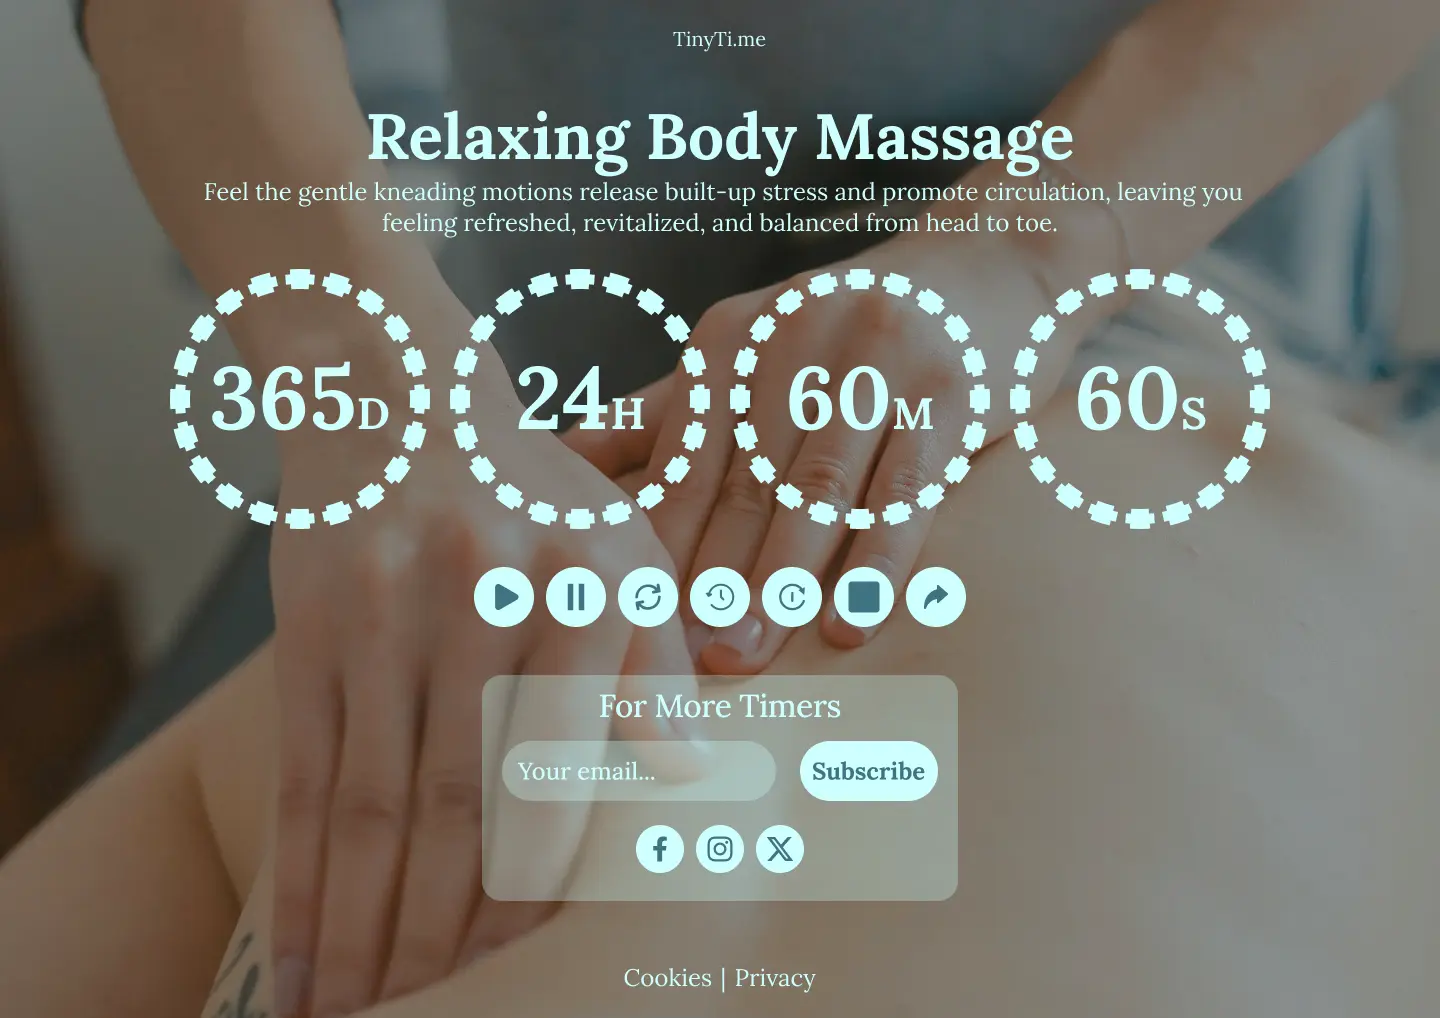 TinyTi.me
Relaxing Body Massage
Feel the gentle kneading motions release built-up stress and promote circulation, leaving you
feeling refreshed, revitalized, and balanced from head to toe.
365D 24H 60M 60S
For More Timers
Your email... Subscribe
Cookies | Privacy